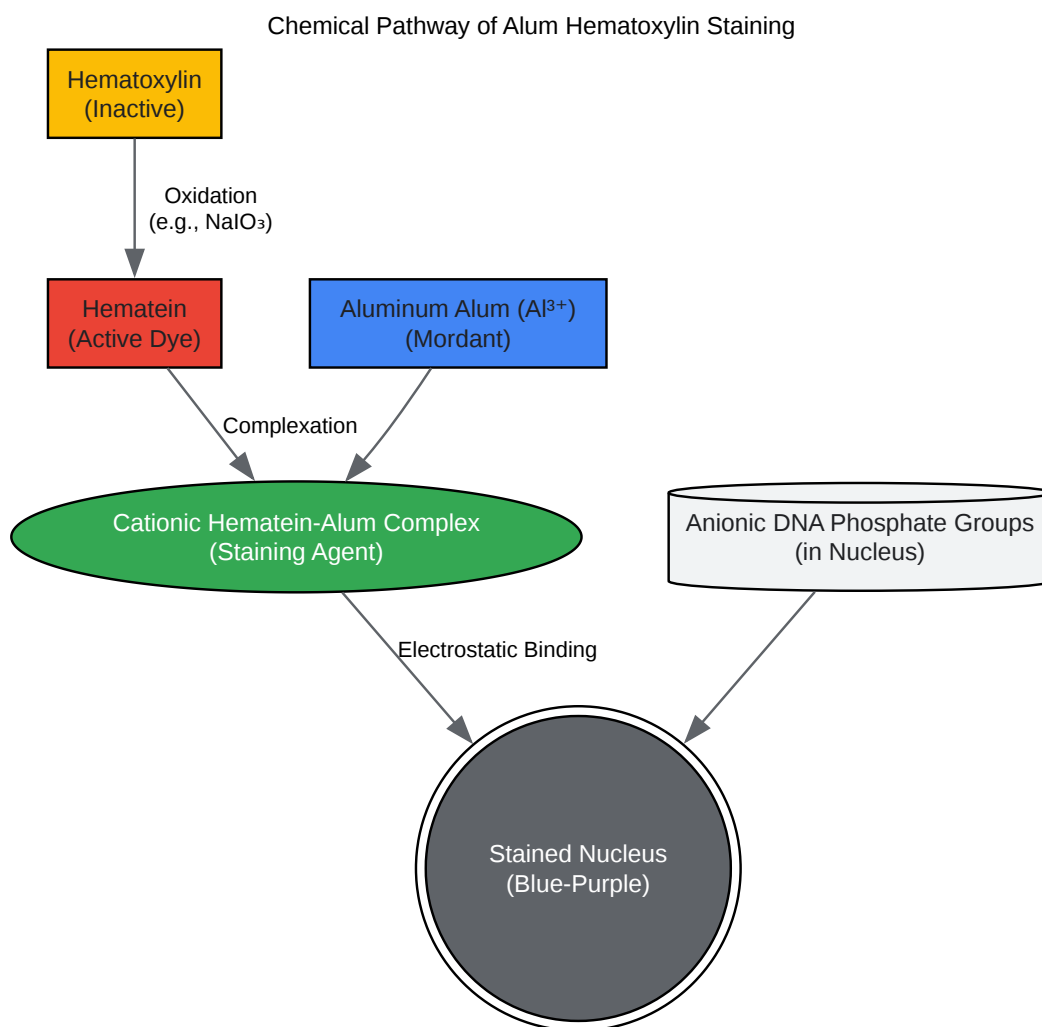 Chemical Pathway of Alum Hematoxylin Staining
Hematoxylin
(Inactive)
Oxidation
(e.g., NaIO₃)
Hematein
(Active Dye)
Aluminum Alum (Al³⁺)
(Mordant)
Complexation
Cationic Hematein-Alum Complex
(Staining Agent)
Anionic DNA Phosphate Groups
(in Nucleus)
Electrostatic Binding
Stained Nucleus
(Blue-Purple)